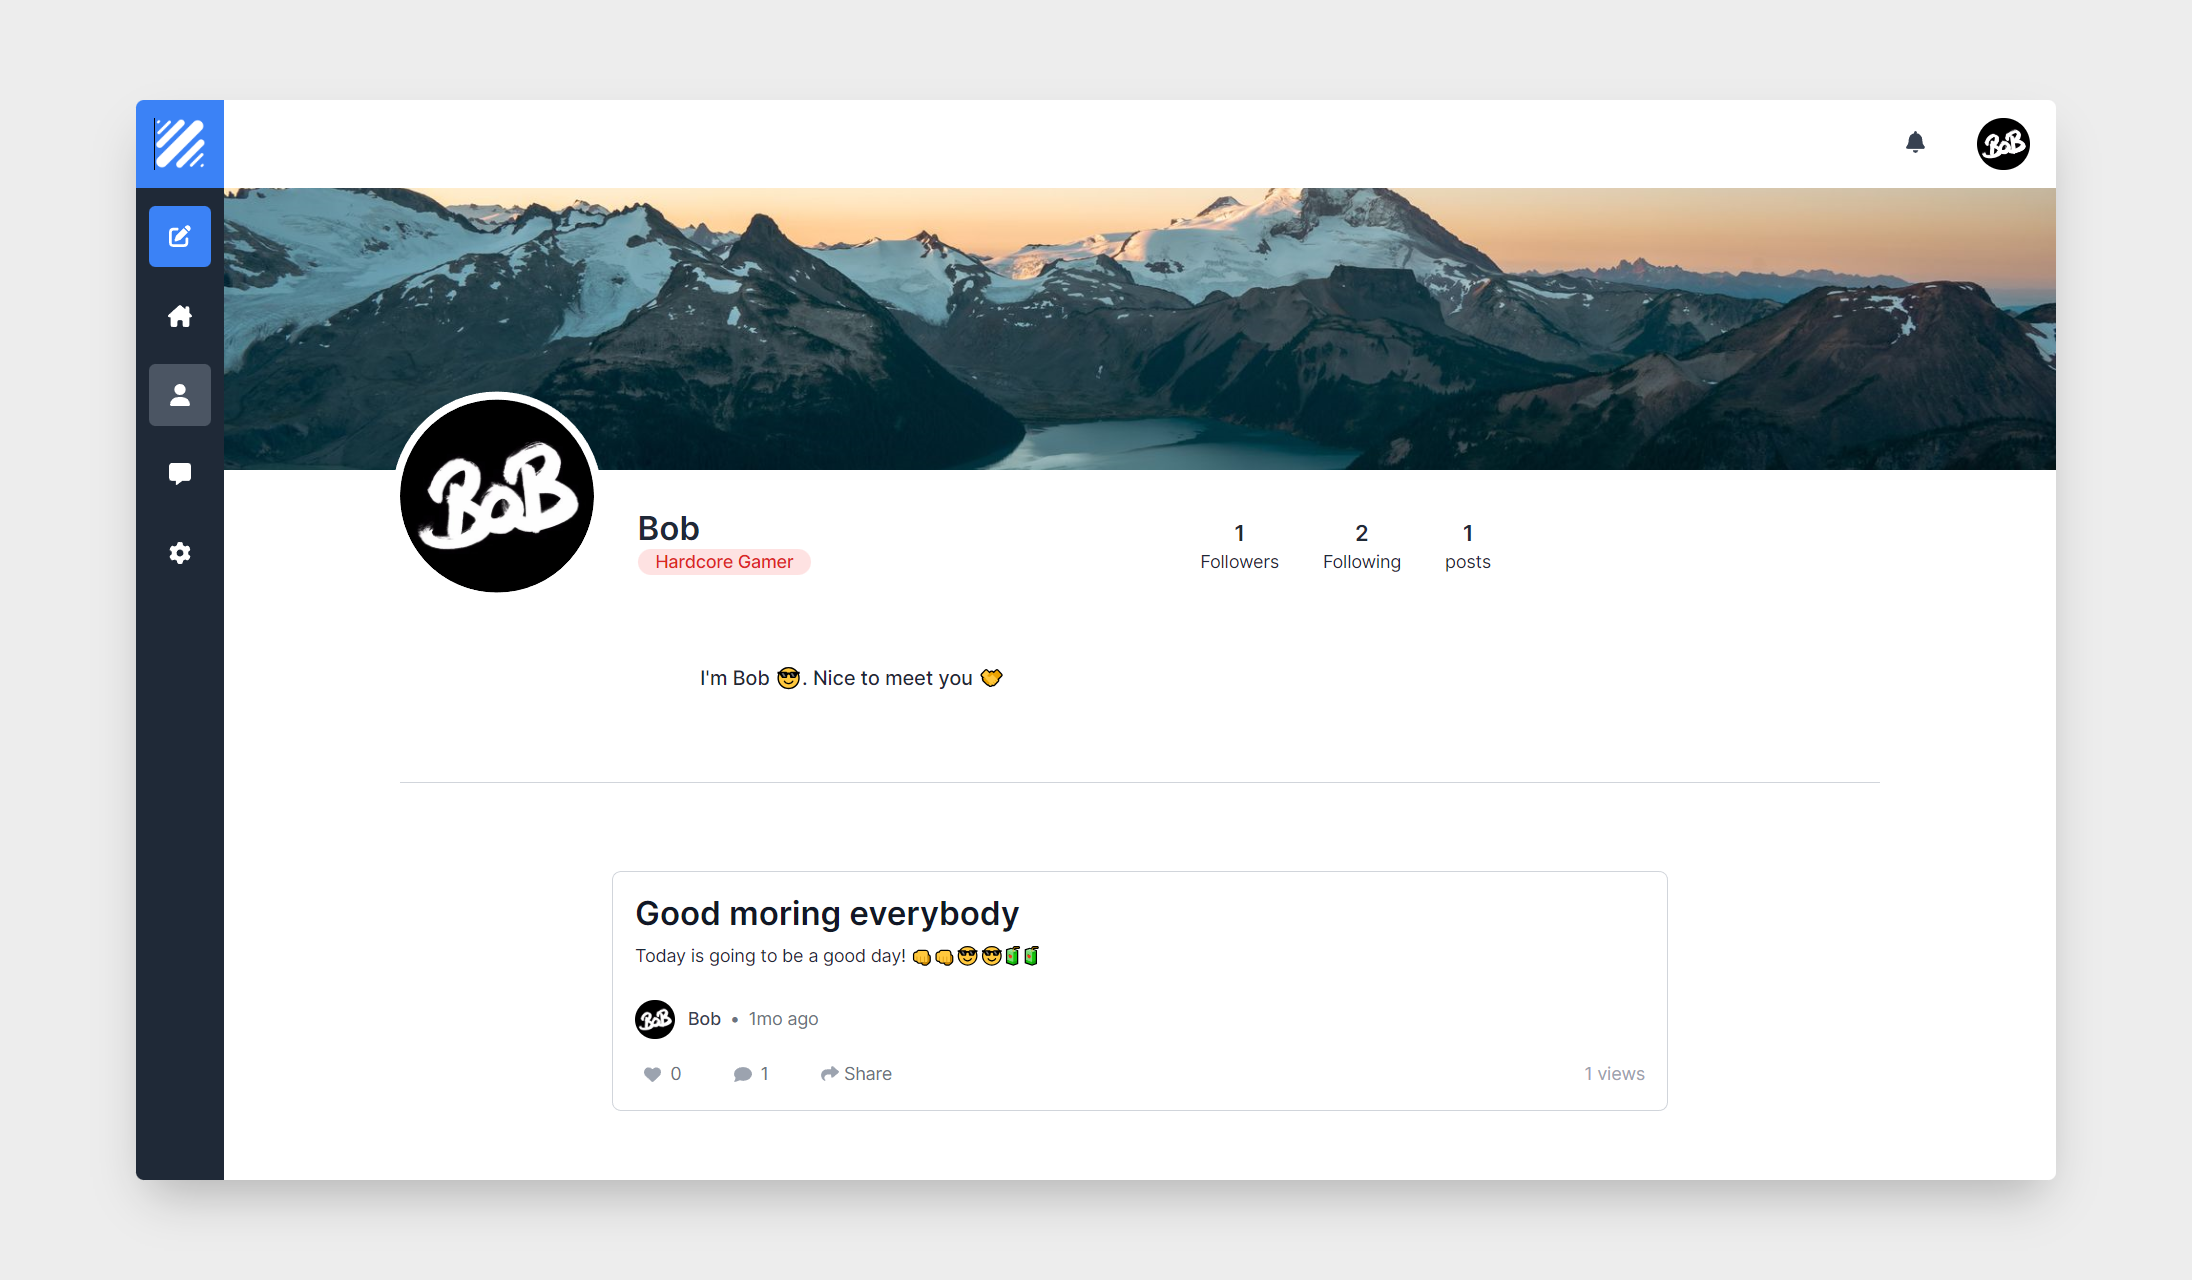 BoB
BoB
Bob
Hardcore Gamer
1 2 1
Followers Following posts
I'm Bob 😎. Nice to meet you 🤝
Good moring everybody
Today is going to be a good day! 👊👊😎😎🧃🧃
BoB Bob • 1mo ago
0 1 Share 1 views